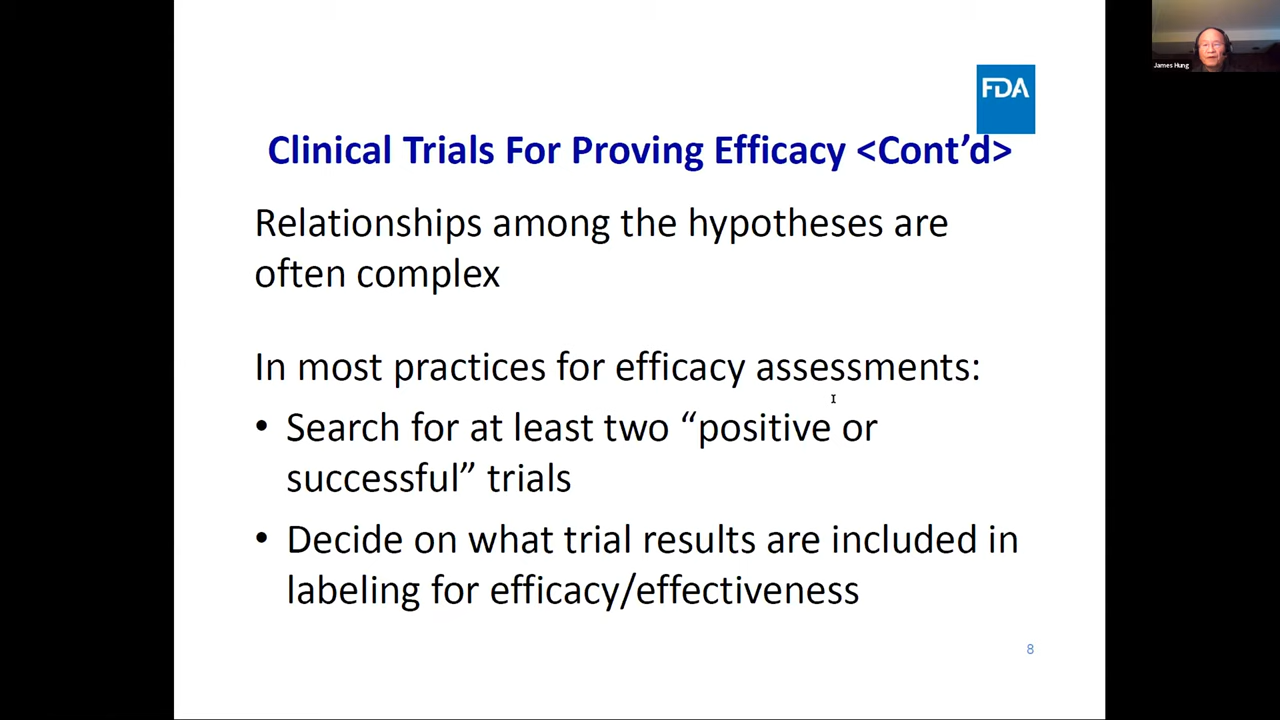 FDA
James Hung
Clinical Trials For Proving Efficacy <Cont’d>
Relationships among the hypotheses are
often complex
In most practices for efficacy assessments:
• Search for at least two “positive or
successful” trials
• Decide on what trial results are included in
labeling for efficacy/effectiveness
8